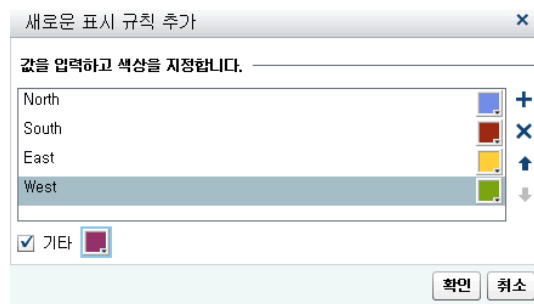 새로운 표시 규칙 추가
값을 입력하고 색상을 지정합니다.
North
South
East
West
기타
확인 취소